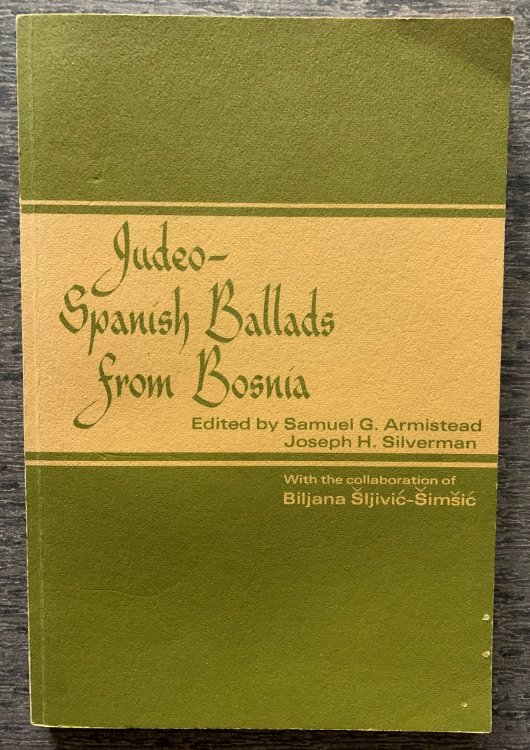 Judeo-
Spanish Ballads
from Bosnia
Edited by Samuel G. Armistead
Joseph H. Silverman
With the collaboration of
Biljana Šljivić-Šimšić